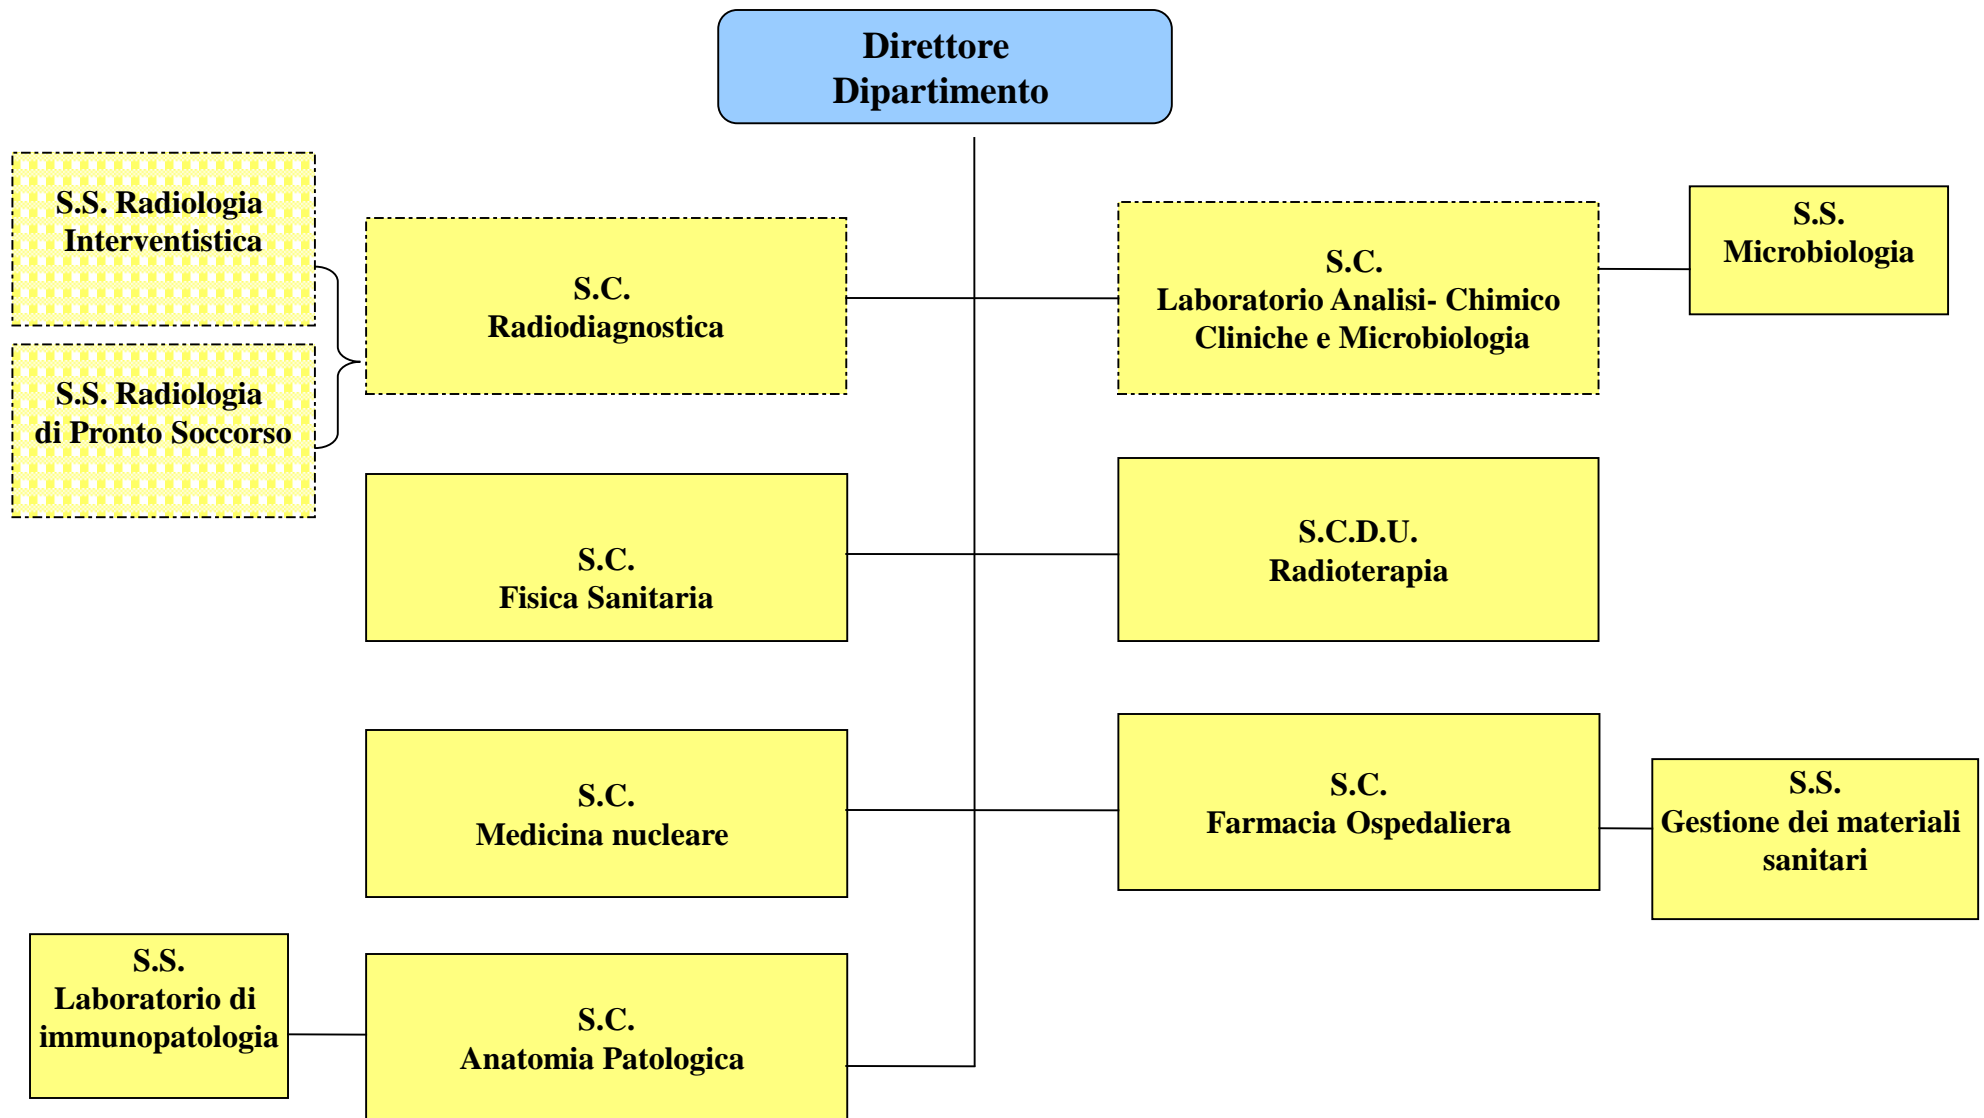 Direttore
Dipartimento
S.S. Radiologia
Interventistica
S.S. Radiologia
di Pronto Soccorso
S.C.
Radiodiagnostica
S.C.
Laboratorio Analisi- Chimico
Cliniche e Microbiologia
S.S.
Microbiologia
S.C.
Fisica Sanitaria
S.C.D.U.
Radioterapia
S.C.
Medicina nucleare
S.C.
Farmacia Ospedaliera
S.S.
Gestione dei materiali
sanitari
S.S.
Laboratorio di
immunopatologia
S.C.
Anatomia Patologica